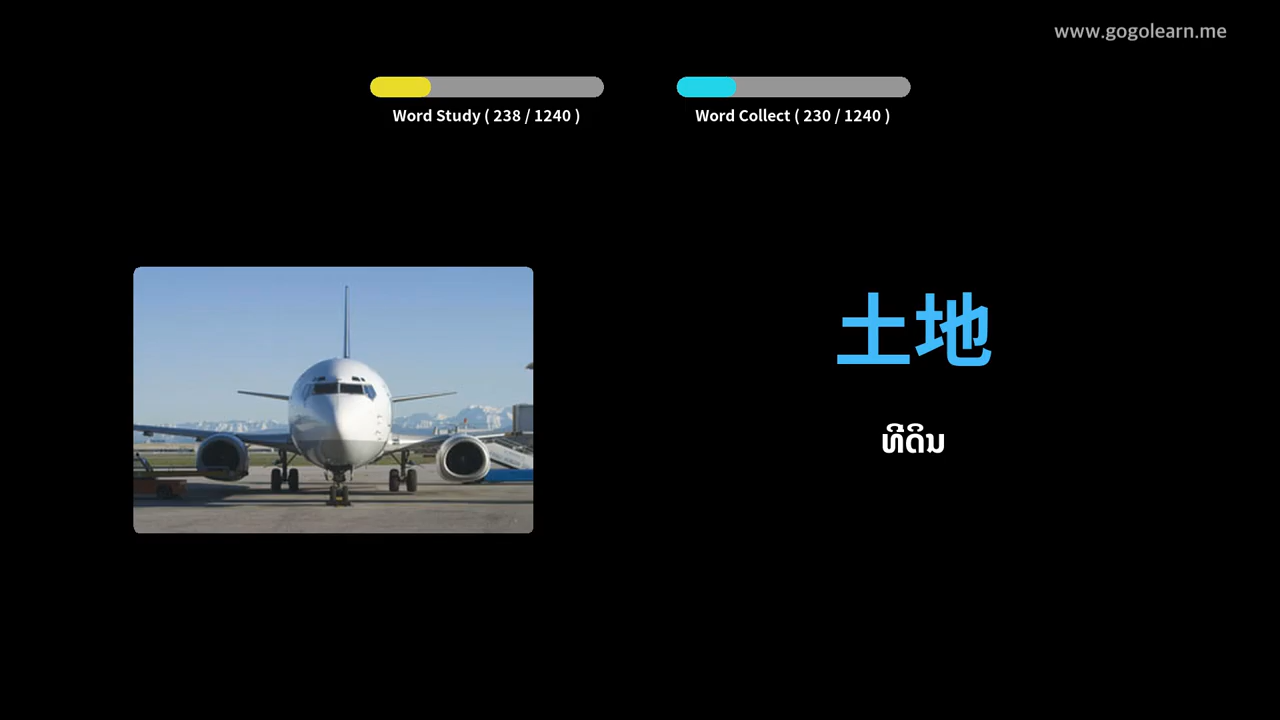 www.gogolearn.me
Word Study ( 238 / 1240 )
Word Collect ( 230 / 1240 )
土地
ທີ່ດິນ